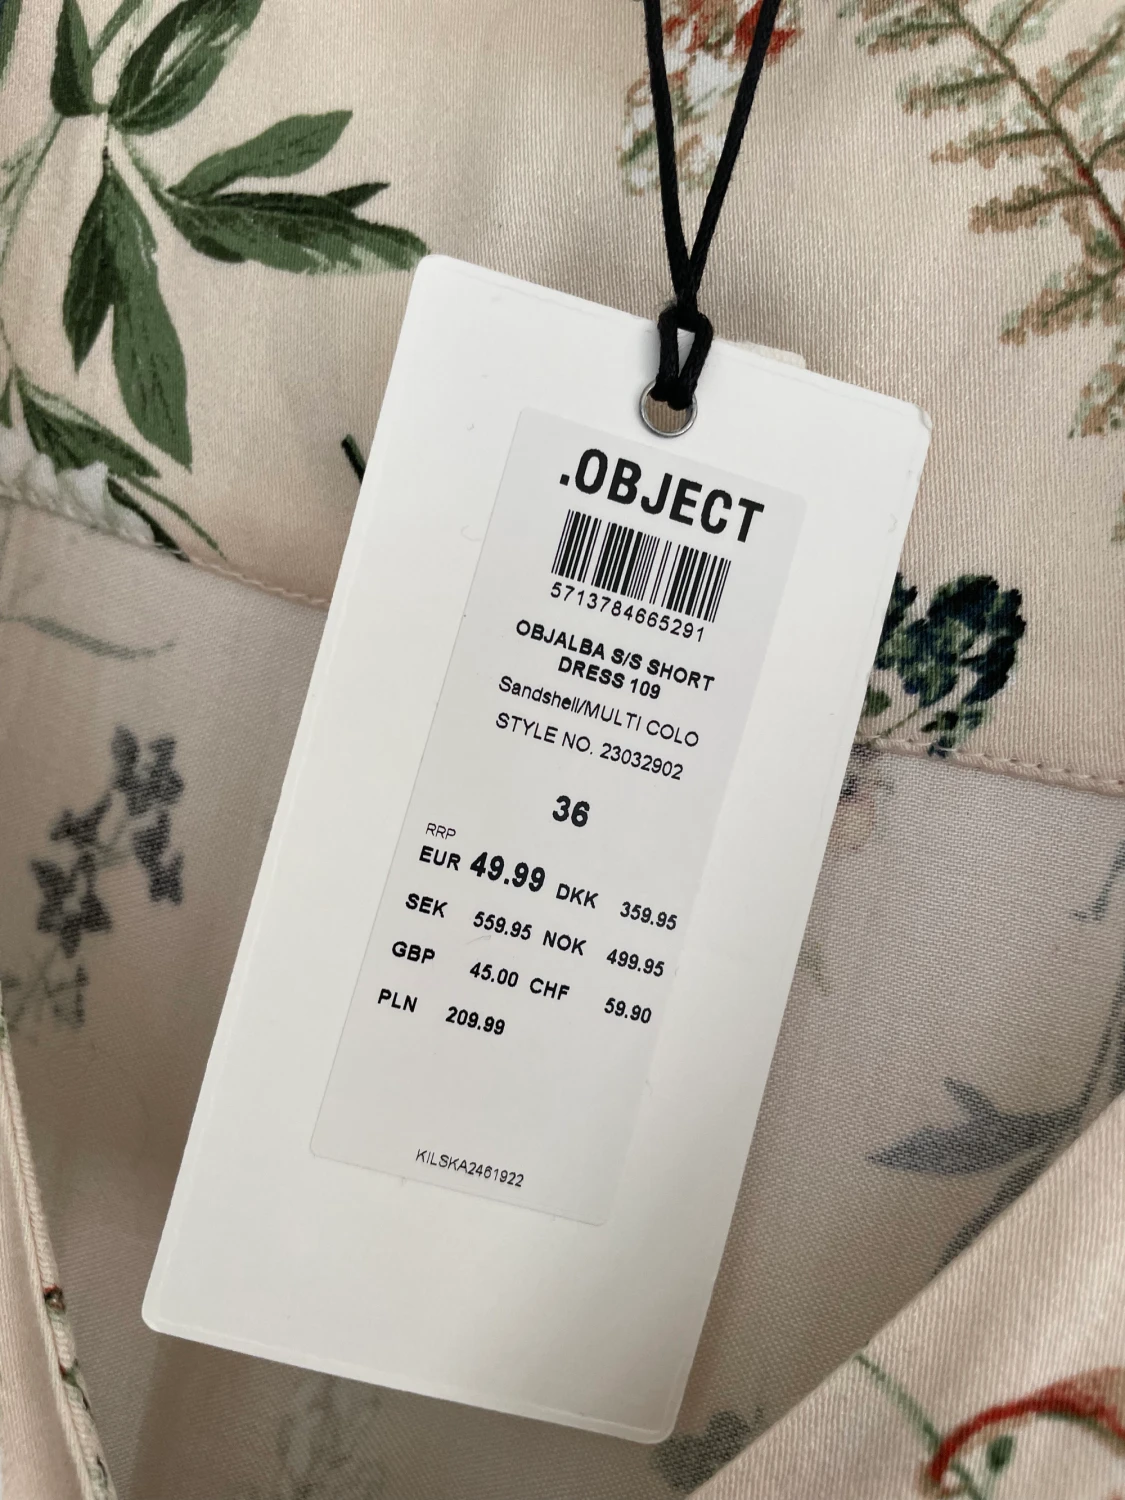 .OBJECT
5713784665291
OBJALBA S/S SHORT
DRESS 109
Sandshell/MULTI COLO
STYLE NO. 23032902
36
RRP
EUR 49.99 DKK 359.95
SEK 559.95 NOK 499.95
GBP 45.00 CHF 59.90
PLN 209.99
KILSKA2461922